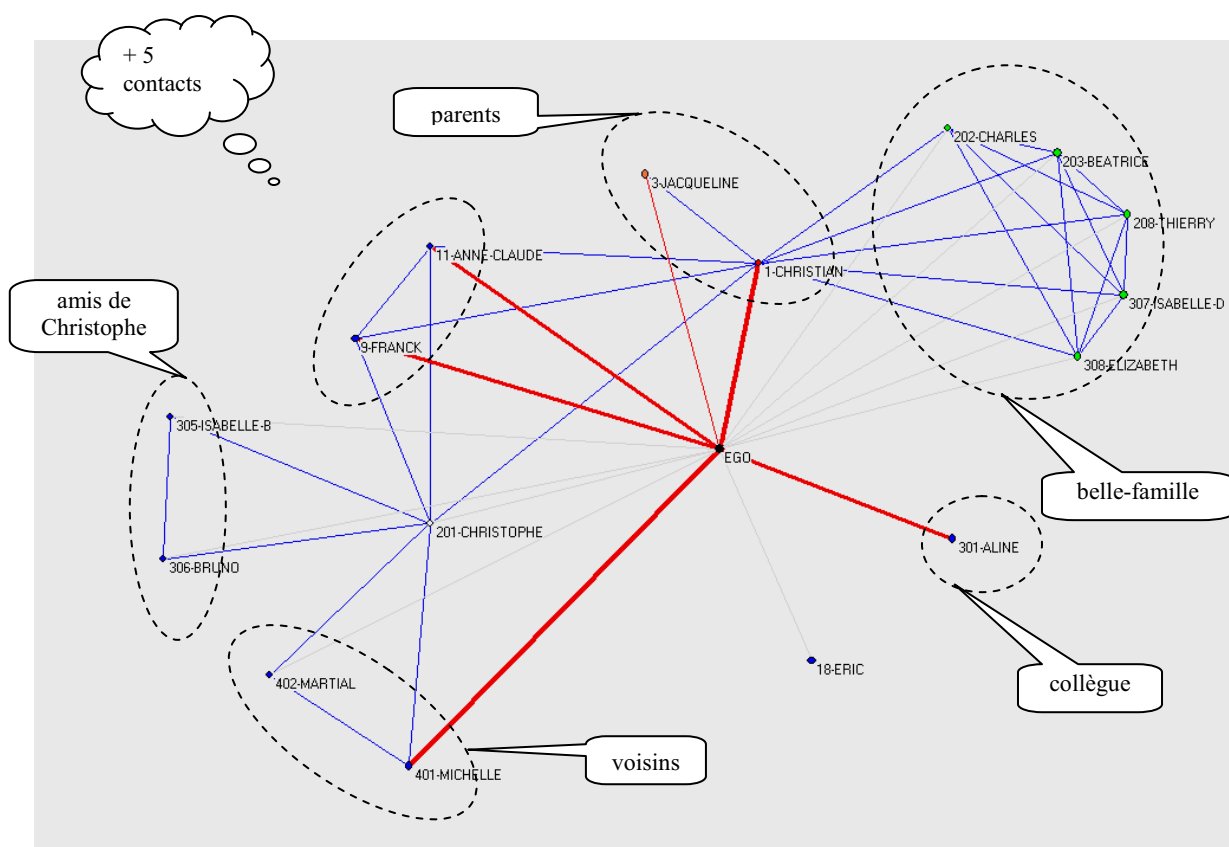 + 5
contacts
parents
202-CHARLES
203-BEATRICE
3-JACQUELINE
208-THIERRY
11-ANNE-CLAUDE
1-CHRISTIAN
307-ISABELLE-D
amis de
Christophe
9-FRANCK
308-ELIZABETH
305-ISABELLE-B
EGO
belle-famille
201-CHRISTOPHE
301-ALINE
306-BRUNO
18-ERIC
402-MARTIAL
collègue
voisins
401-MICHELLE